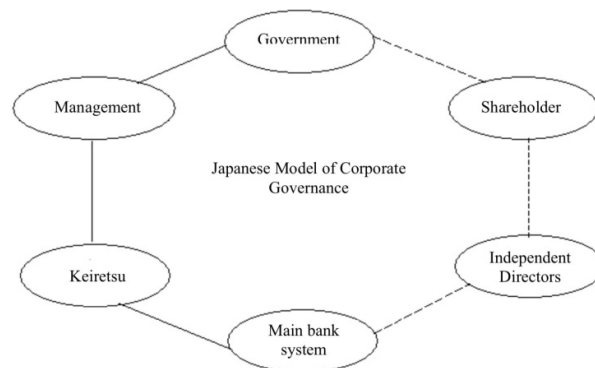 Government
Management
Shareholder
Japanese Model of Corporate
Governance
Keiretsu
Independent
Directors
Main bank
system